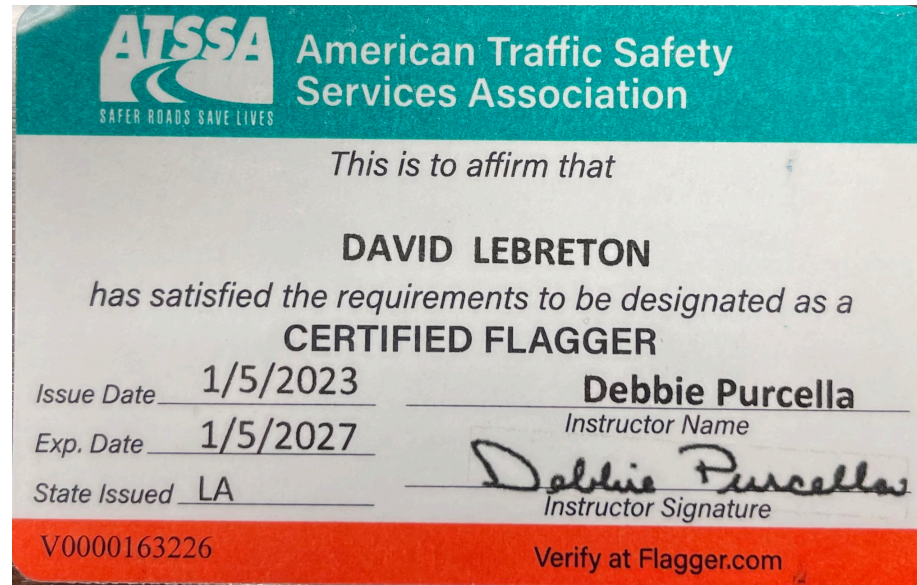 ATSSA
SAFER ROADS SAVE LIVES
American Traffic Safety
Services Association
This is to affirm that
DAVID LEBRETON
has satisfied the requirements to be designated as a
CERTIFIED FLAGGER
Issue Date 1/5/2023
Debbie Purcella
Instructor Name
Exp. Date 1/5/2027
Debbie Purcella
Instructor Signature
State Issued LA
V0000163226
Verify at Flagger.com